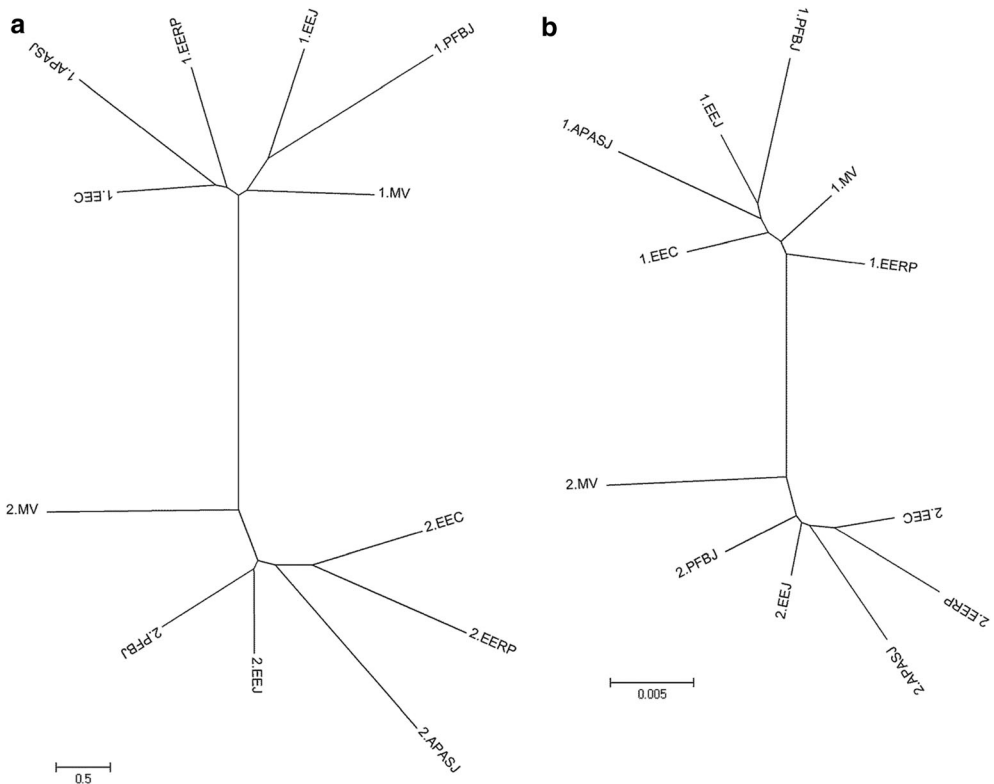 a
1.APASJ
1.EERP
1.EEJ
1.PFBJ
1.EEC
1.MV
2.MV
2.EEC
2.PFBJ
2.EEJ
2.EERP
2.APASJ
0.5
b
1.PFBJ
1.EEJ
1.APASJ
1.MV
1.EEC
1.EERP
2.MV
2.EEC
2.PFBJ
2.EEJ
2.EERP
2.APASJ
0.005